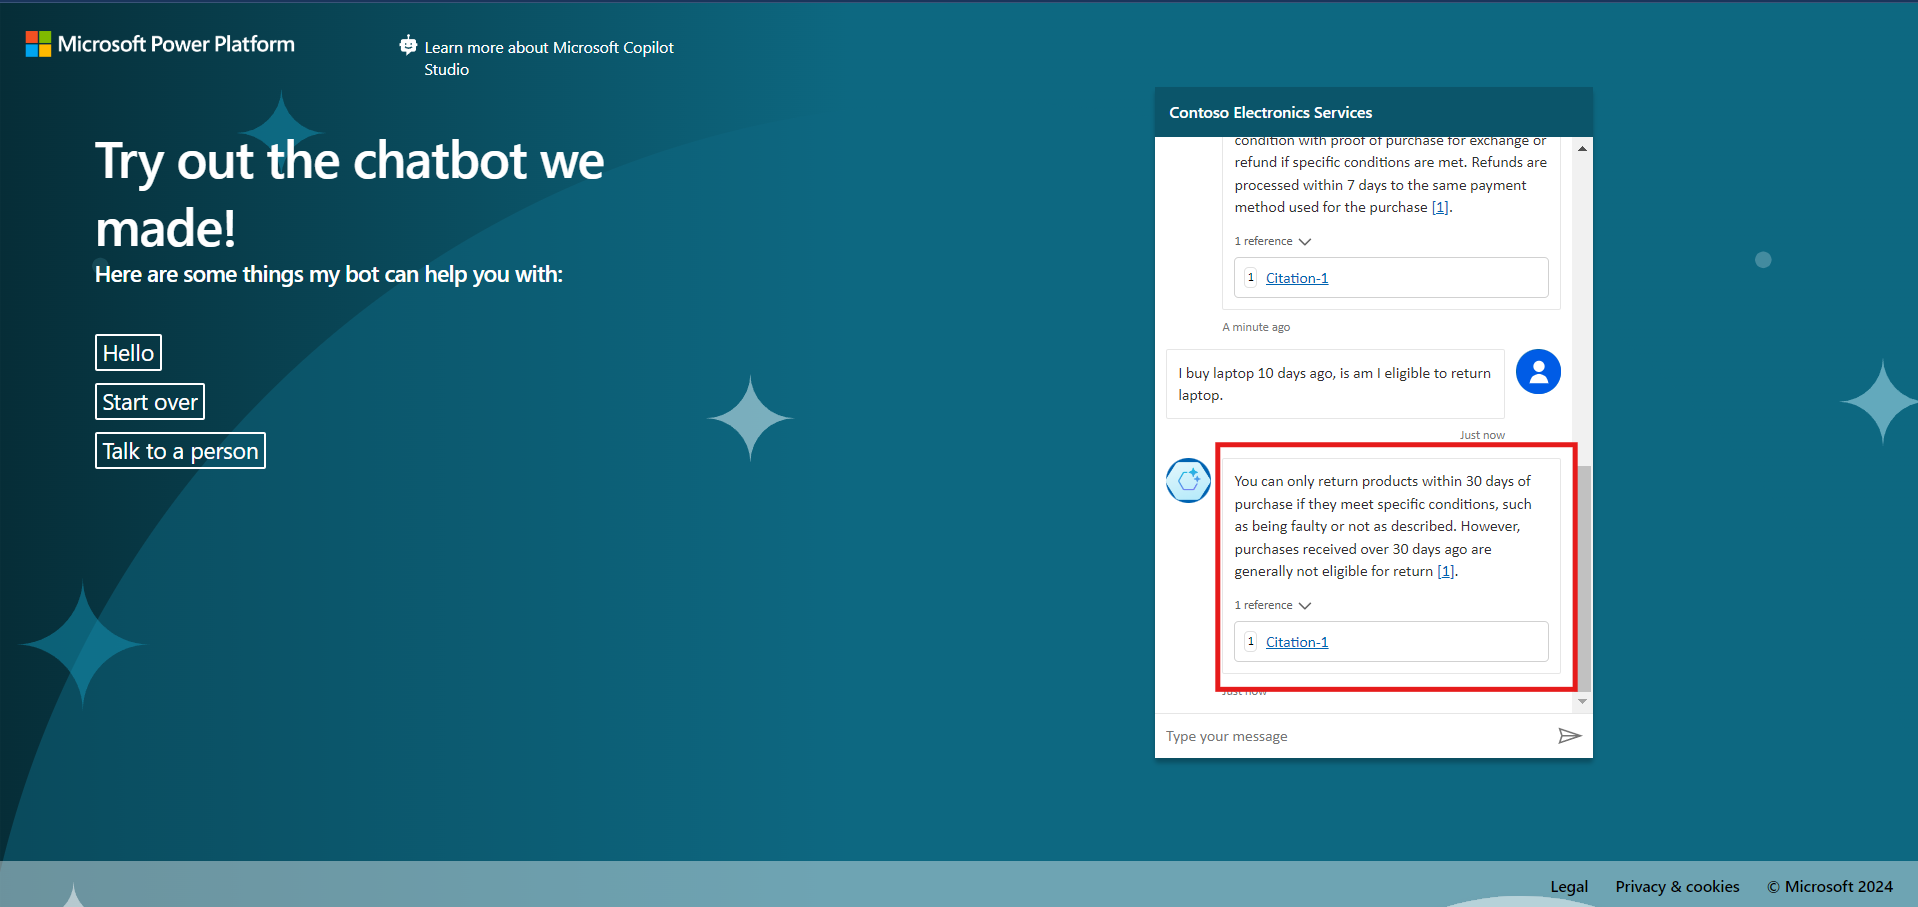 Microsoft Power Platform
Learn more about Microsoft Copilot
Studio
Try out the chatbot we
made!
Here are some things my bot can help you with:
Hello
Start over
Talk to a person
Contoso Electronics Services
condition with proof of purchase for exchange or
refund if specific conditions are met. Refunds are
processed within 7 days to the same payment
method used for the purchase [1].
1 reference
1 Citation-1
A minute ago
I buy laptop 10 days ago, is am I eligible to return
laptop.
Just now
You can only return products within 30 days of
purchase if they meet specific conditions, such
as being faulty or not as described. However,
purchases received over 30 days ago are
generally not eligible for return [1].
1 reference
1 Citation-1
Just now
Type your message
Legal Privacy & cookies © Microsoft 2024